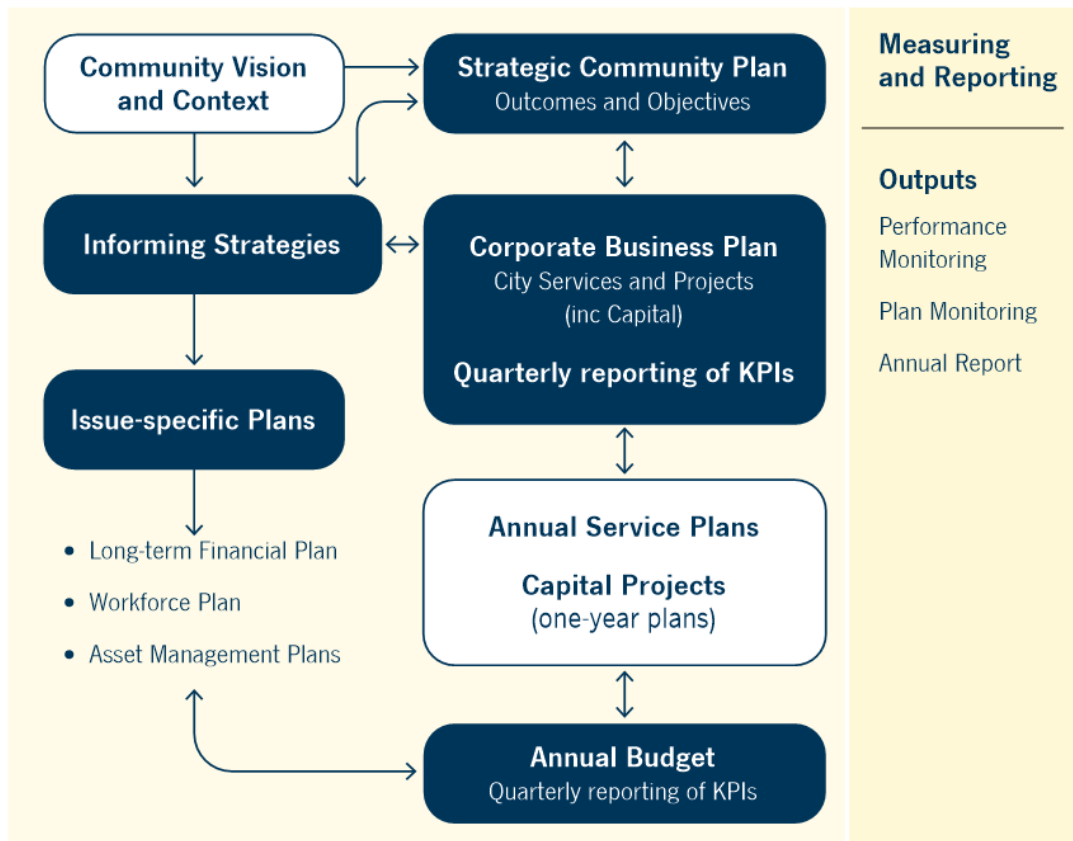 Community Vision
and Context
Strategic Community Plan
Outcomes and Objectives
Informing Strategies
Corporate Business Plan
City Services and Projects
(inc Capital)
Quarterly reporting of KPIs
Issue-specific Plans
• Long-term Financial Plan
• Workforce Plan
• Asset Management Plans
Annual Service Plans
Capital Projects
(one-year plans)
Annual Budget
Quarterly reporting of KPIs
Measuring
and Reporting
Outputs
Performance
Monitoring
Plan Monitoring
Annual Report